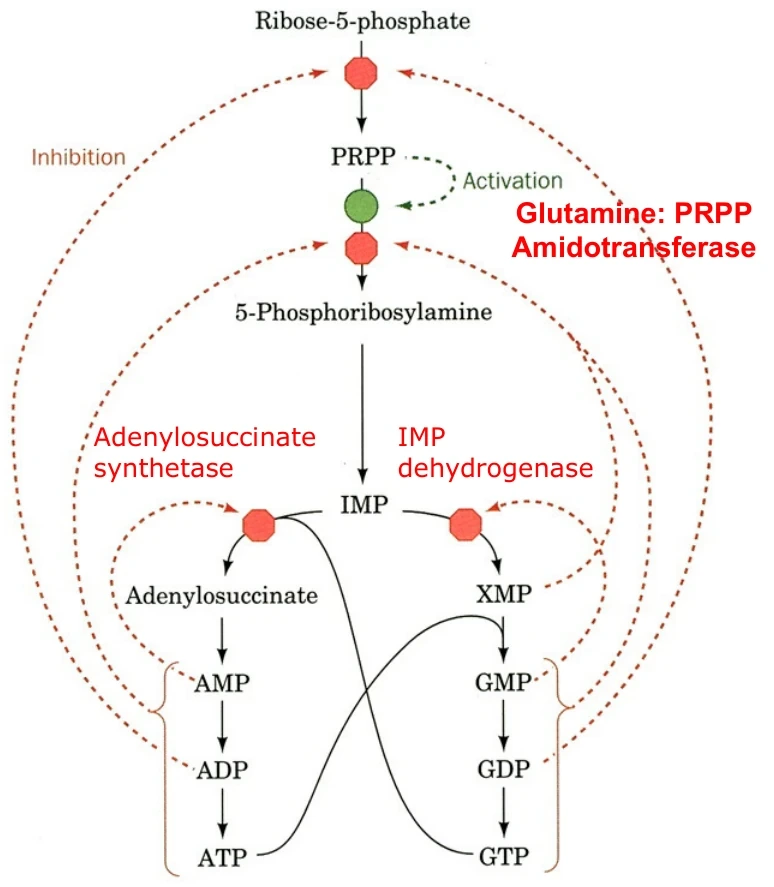 Ribose-5-phosphate
Inhibition
PRPP
Activation
Glutamine: PRPP
Amidotransferase
5-Phosphoribosylamine
Adenylosuccinate
synthetase
IMP
dehydrogenase
IMP
Adenylosuccinate
XMP
AMP
GMP
ADP
GDP
ATP
GTP